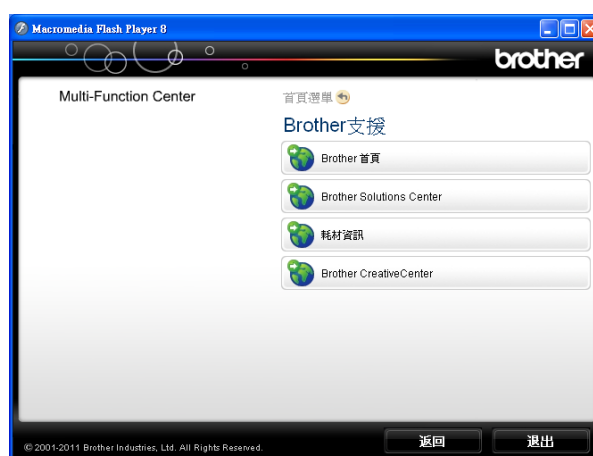 Macromedia Flash Player 8
brother
Multi-Function Center
首頁選單
Brother支援
Brother 首頁
Brother Solutions Center
耗材資訊
Brother CreativeCenter
© 2001-2011 Brother Industries, Ltd. All Rights Reserved.
返回
退出